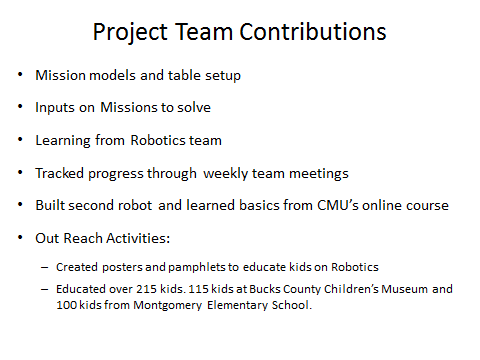 Project Team Contributions
• Mission models and table setup
• Inputs on Missions to solve
• Learning from Robotics team
• Tracked progress through weekly team meetings
• Built second robot and learned basics from CMU's online course
• Out Reach Activities:
– Created posters and pamphlets to educate kids on Robotics
– Educated over 215 kids. 115 kids at Bucks County Children's Museum and
100 kids from Montgomery Elementary School.